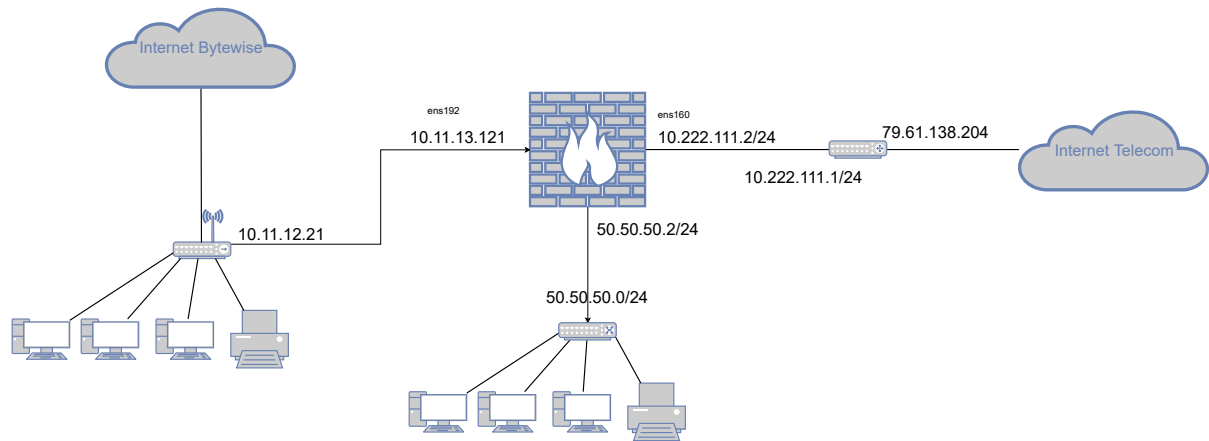 Internet Bytewise
ens192
ens160
10.11.13.121
10.222.111.2/24
79.61.138.204
Internet Telecom
10.222.111.1/24
10.11.12.21
50.50.50.2/24
50.50.50.0/24